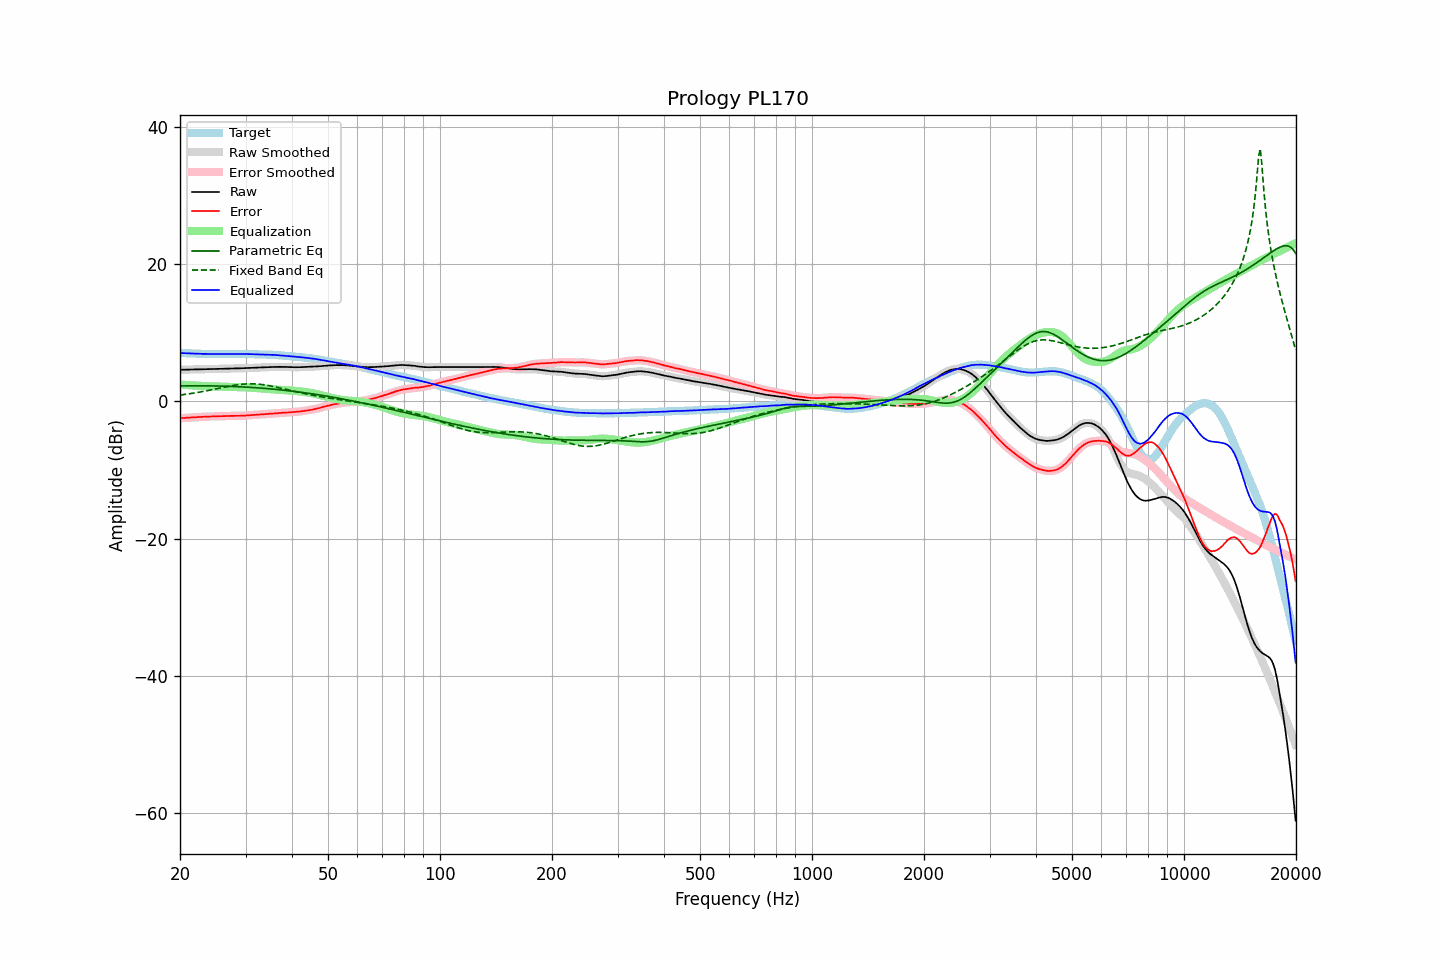 Prology PL170
Target
Raw Smoothed
Error Smoothed
Raw
Error
Equalization
Parametric Eq
Fixed Band Eq
Equalized
40
20
0
−20
−40
−60
Amplitude (dBr)
20 50 100 200 500 1000 2000 5000 10000 20000
Frequency (Hz)